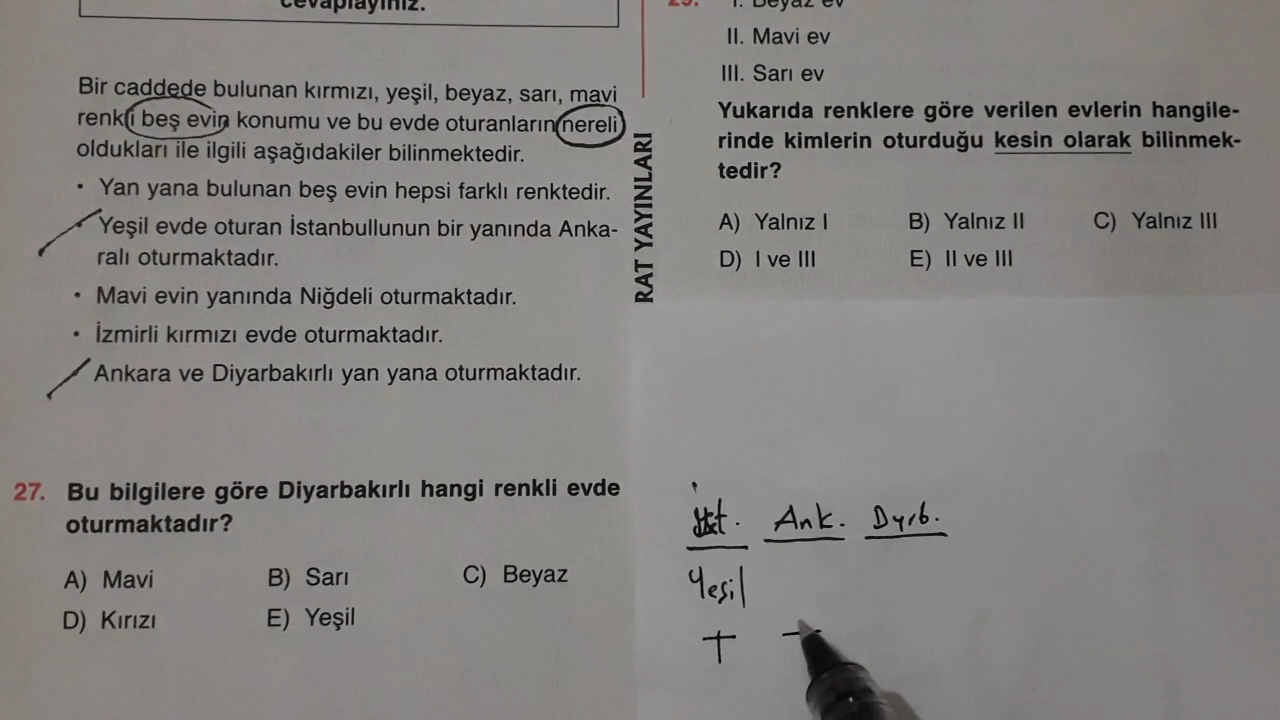 cevaplayınız.
Bir caddede bulunan kırmızı, yeşil, beyaz, sarı, mavi
renkli beş evin konumu ve bu evde oturanların nereli
oldukları ile ilgili aşağıdakiler bilinmektedir.
• Yan yana bulunan beş evin hepsi farklı renktedir.
Yeşil evde oturan İstanbullunun bir yanında Anka-
ralı oturmaktadır.
• Mavi evin yanında Niğdeli oturmaktadır.
• İzmirli kırmızı evde oturmaktadır.
Ankara ve Diyarbakırlı yan yana oturmaktadır.
27. Bu bilgilere göre Diyarbakırlı hangi renkli evde
oturmaktadır?
A) Mavi B) Sarı C) Beyaz
D) Kırızı E) Yeşil
RAT YAYINLARI
I. Beyaz ev
II. Mavi ev
III. Sarı ev
Yukarıda renklere göre verilen evlerin hangile-
rinde kimlerin oturduğu kesin olarak bilinmek-
tedir?
A) Yalnız I B) Yalnız II C) Yalnız III
D) I ve III E) II ve III
İst. Ank. Dyrb.
Yeşil
+